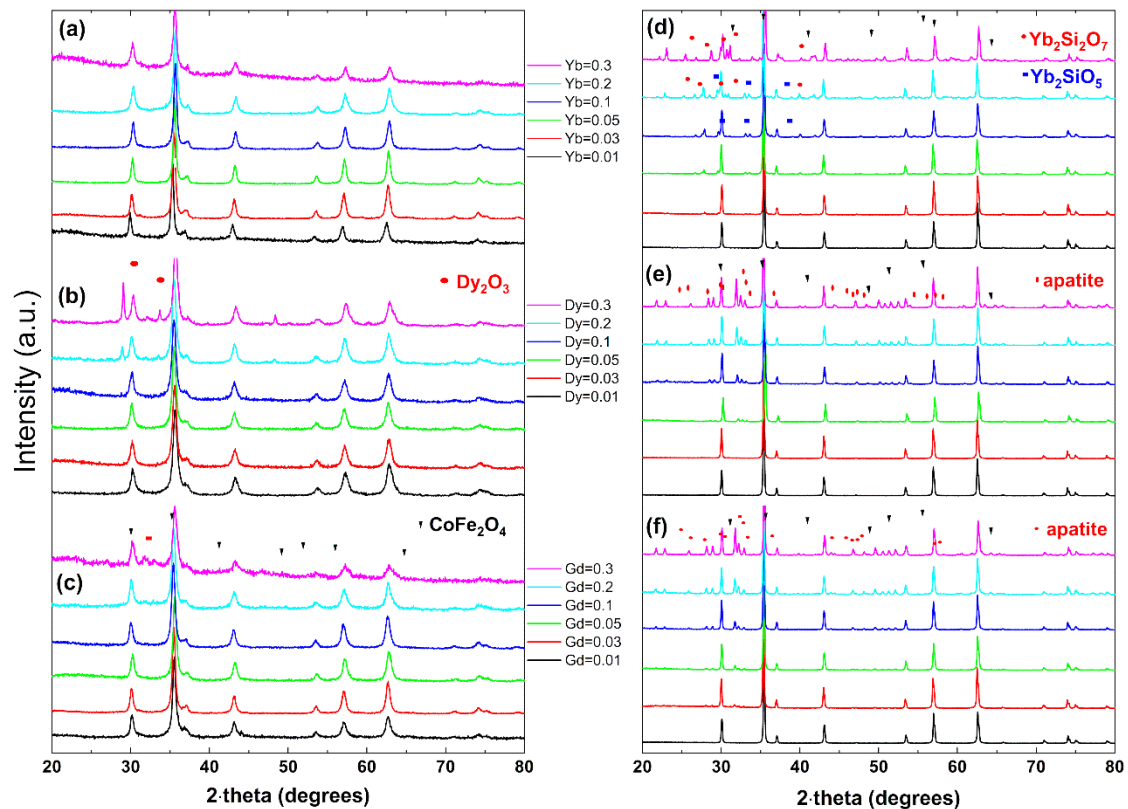 Intensity (a.u.)
(a)
Yb=0.3
Yb=0.2
Yb=0.1
Yb=0.05
Yb=0.03
Yb=0.01
(b)
Dy₂O₃
Dy=0.3
Dy=0.2
Dy=0.1
Dy=0.05
Dy=0.03
Dy=0.01
(c)
CoFe₂O₄
Gd=0.3
Gd=0.2
Gd=0.1
Gd=0.05
Gd=0.03
Gd=0.01
20 30 40 50 60 70 80
2·theta (degrees)
(d)
Yb₂Si₂O₇
Yb₂SiO₅
(e)
apatite
(f)
apatite
20 30 40 50 60 70 80
2·theta (degrees)